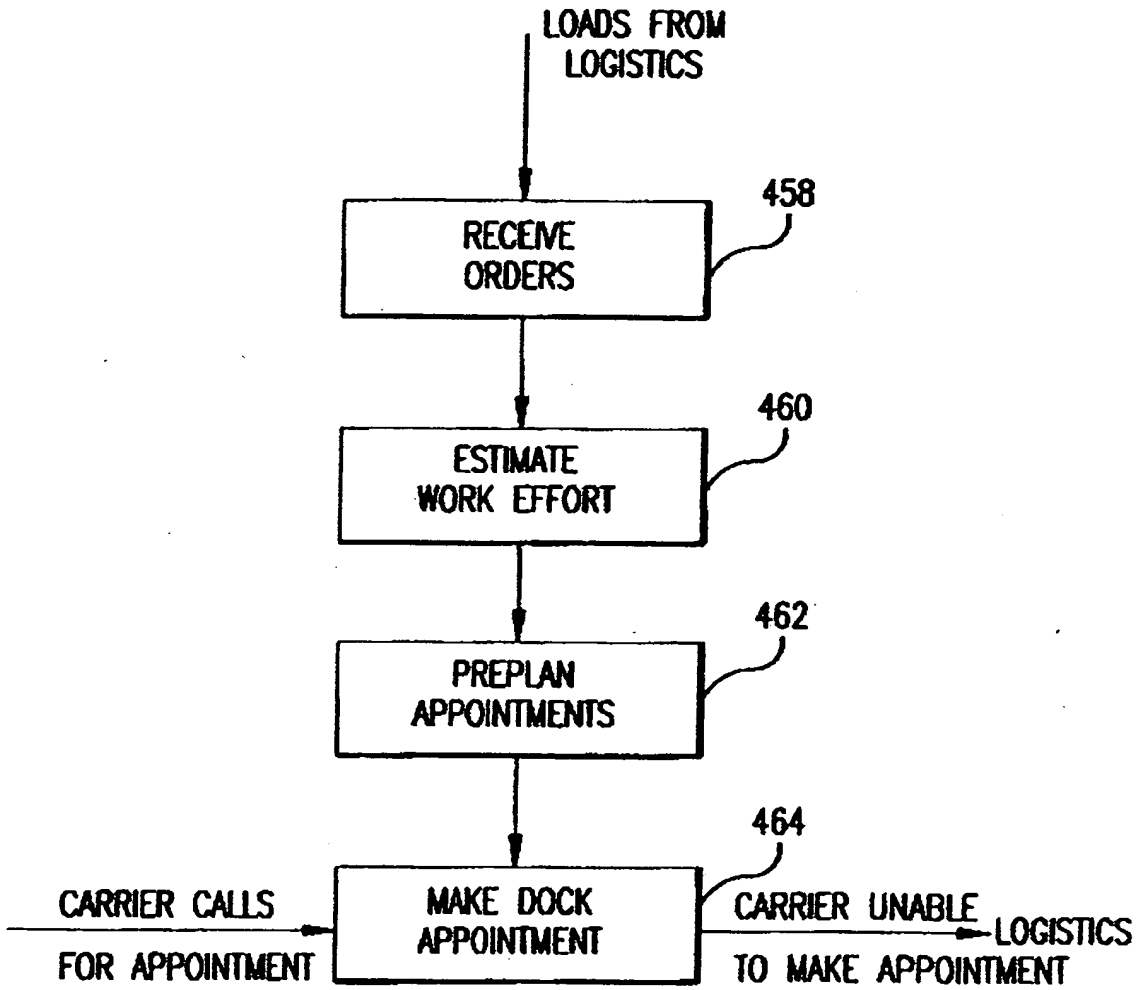 LOADS FROM
LOGISTICS
458
RECEIVE
ORDERS
460
ESTIMATE
WORK EFFORT
462
PREPLAN
APPOINTMENTS
464
MAKE DOCK
APPOINTMENT
CARRIER CALLS
FOR APPOINTMENT
CARRIER UNABLE
TO MAKE APPOINTMENT
LOGISTICS